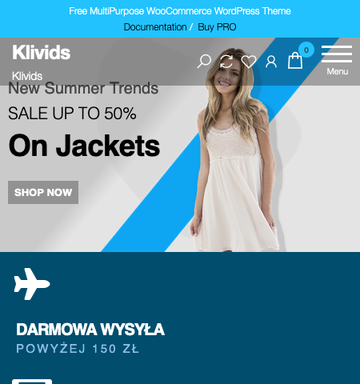 Free MultiPurpose WooCommerce WordPress Theme
Documentation / Buy PRO
Klivids
Klivids
0
Menu
New Summer Trends
SALE UP TO 50%
On Jackets
SHOP NOW
DARMOWA WYSYŁA
POWYŻEJ 150 ZŁ